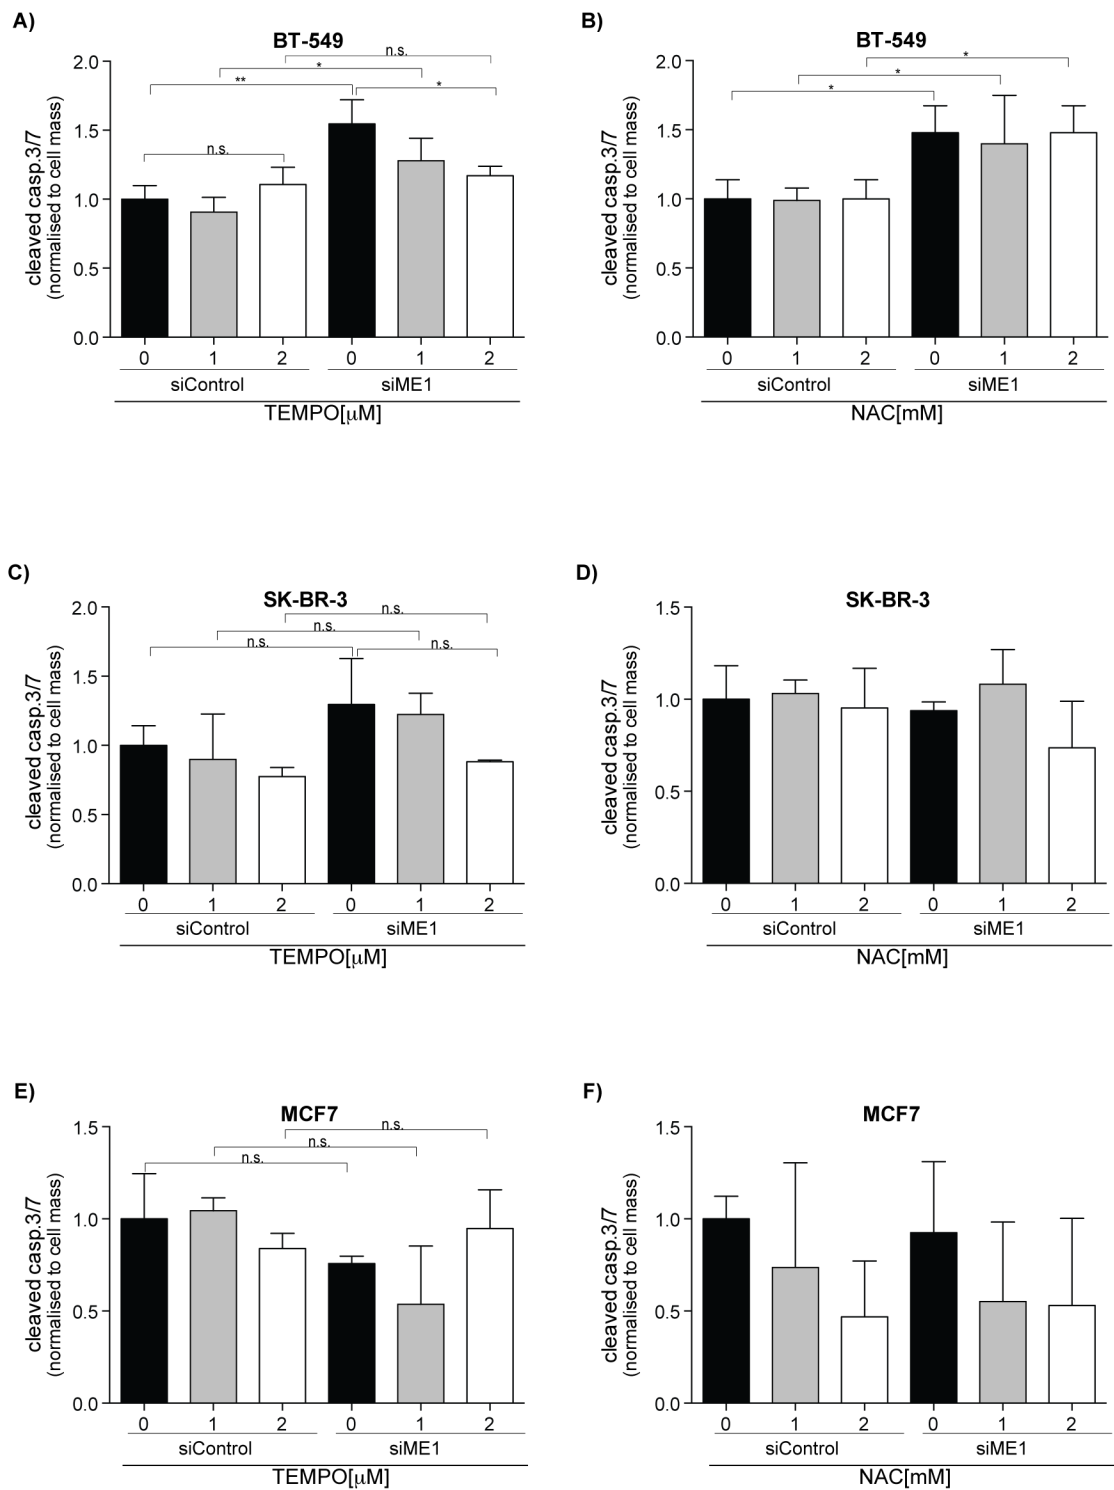 A)
BT-549
n.s.
*
**
*
n.s.
cleaved casp.3/7
(normalised to cell mass)
2.0
1.5
1.0
0.5
0.0
0 1 2 0 1 2
siControl siME1
TEMPO[µM]
B)
BT-549
*
*
*
cleaved casp.3/7
(normalised to cell mass)
2.0
1.5
1.0
0.5
0.0
0 1 2 0 1 2
siControl siME1
NAC[mM]
C)
SK-BR-3
n.s.
n.s.
n.s.
n.s.
cleaved casp.3/7
(normalised to cell mass)
2.0
1.5
1.0
0.5
0.0
0 1 2 0 1 2
siControl siME1
TEMPO[µM]
D)
SK-BR-3
cleaved casp.3/7
(normalised to cell mass)
1.5
1.0
0.5
0.0
0 1 2 0 1 2
siControl siME1
NAC[mM]
E)
MCF7
n.s.
n.s.
n.s.
cleaved casp.3/7
(normalised to cell mass)
1.5
1.0
0.5
0.0
0 1 2 0 1 2
siControl siME1
TEMPO[µM]
F)
MCF7
cleaved casp.3/7
(normalised to cell mass)
1.5
1.0
0.5
0.0
0 1 2 0 1 2
siControl siME1
NAC[mM]